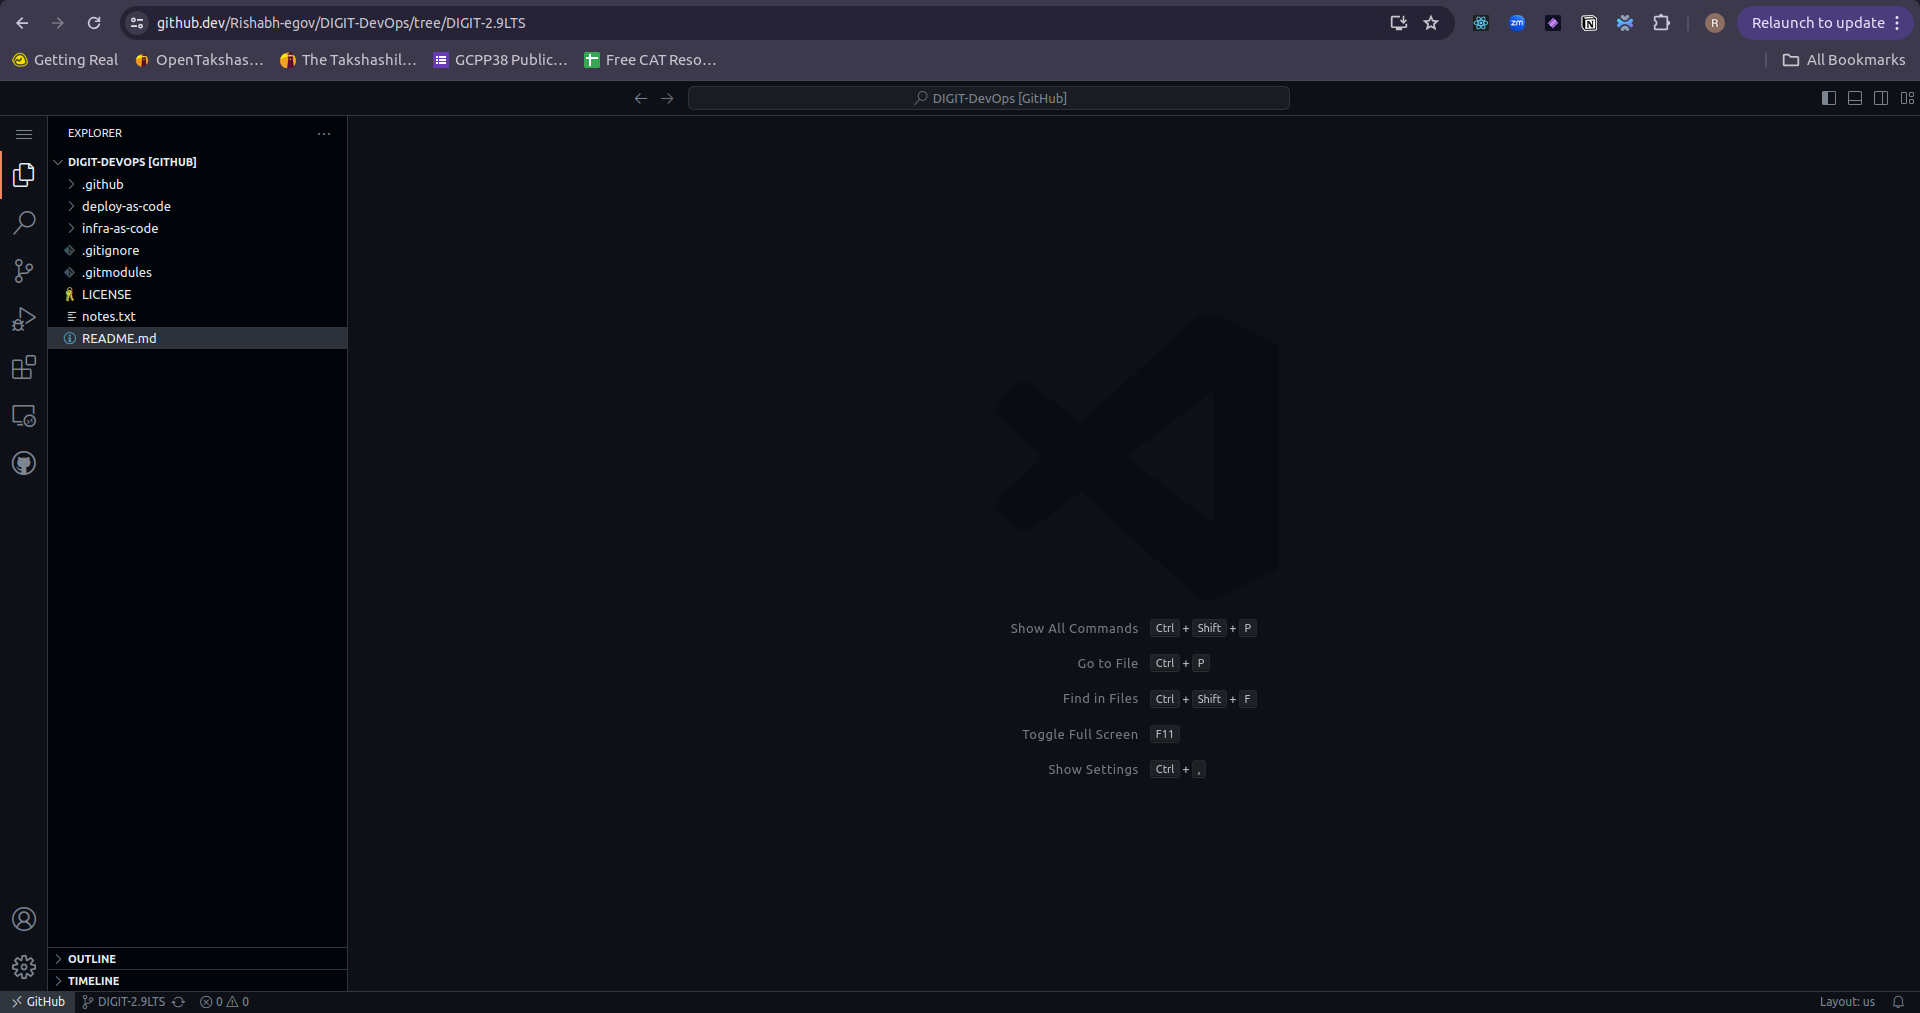 github.dev/Rishabh-egov/DIGIT-DevOps/tree/DIGIT-2.9LTS
zm
N
R
Relaunch to update
Getting Real
OpenTakshas...
The Takshashil...
GCPP38 Public...
Free CAT Reso...
All Bookmarks
DIGIT-DevOps [GitHub]
EXPLORER
DIGIT-DEVOPS [GITHUB]
.github
deploy-as-code
infra-as-code
.gitignore
.gitmodules
LICENSE
notes.txt
README.md
Show All Commands Ctrl + Shift + P
Go to File Ctrl + P
Find in Files Ctrl + Shift + F
Toggle Full Screen F11
Show Settings Ctrl + ,
OUTLINE
TIMELINE
GitHub DIGIT-2.9LTS 0 0 Layout: us